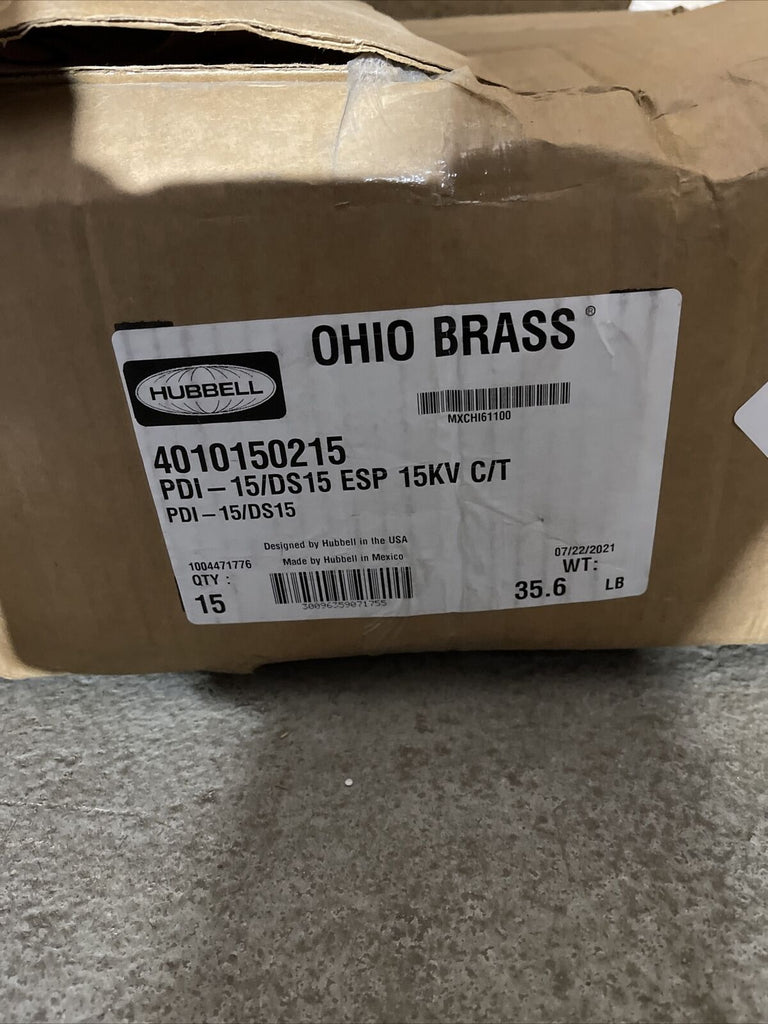 OHIO BRASS®
HUBBELL
MXCHI61100
4010150215
PDI-15/DS15 ESP 15KV C/T
PDI-15/DS15
Designed by Hubbell in the USA
Made by Hubbell in Mexico
1004471776
QTY :
15
30096359071755
07/22/2021
WT:
35.6 LB